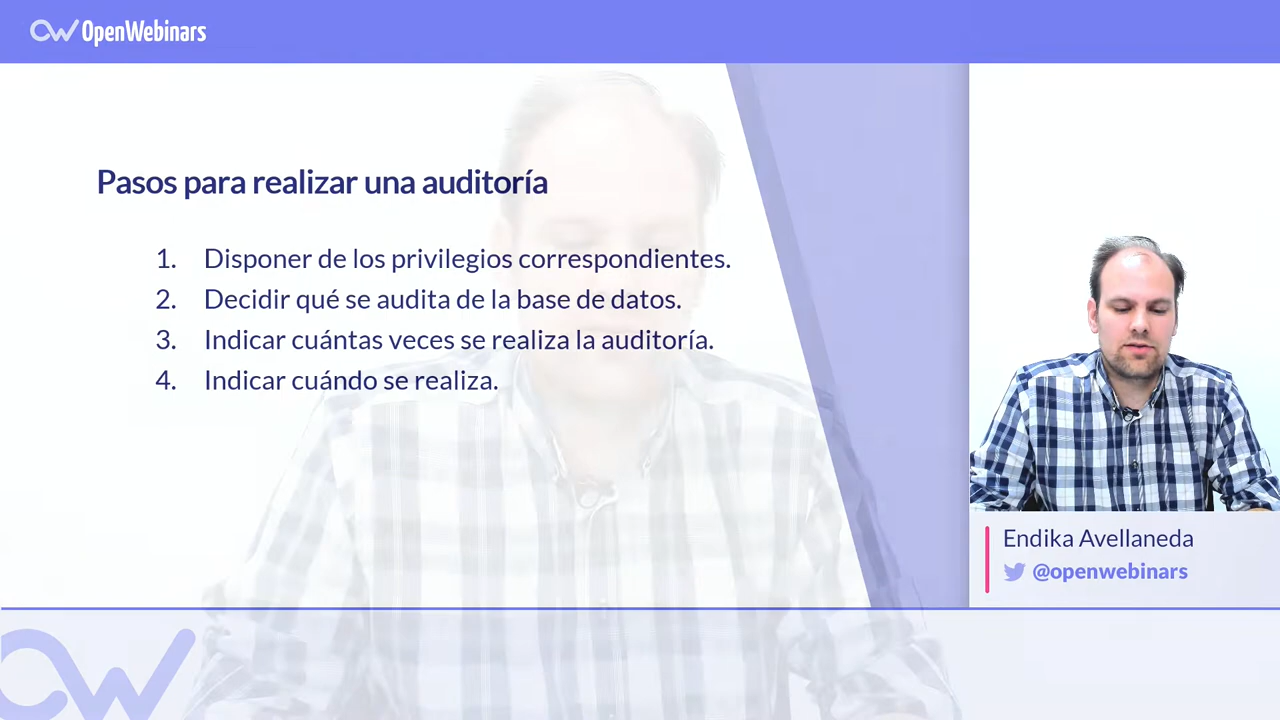 OpenWebinars
Pasos para realizar una auditoría
1. Disponer de los privilegios correspondientes.
2. Decidir qué se audita de la base de datos.
3. Indicar cuántas veces se realiza la auditoría.
4. Indicar cuándo se realiza.
Endika Avellaneda
@openwebinars